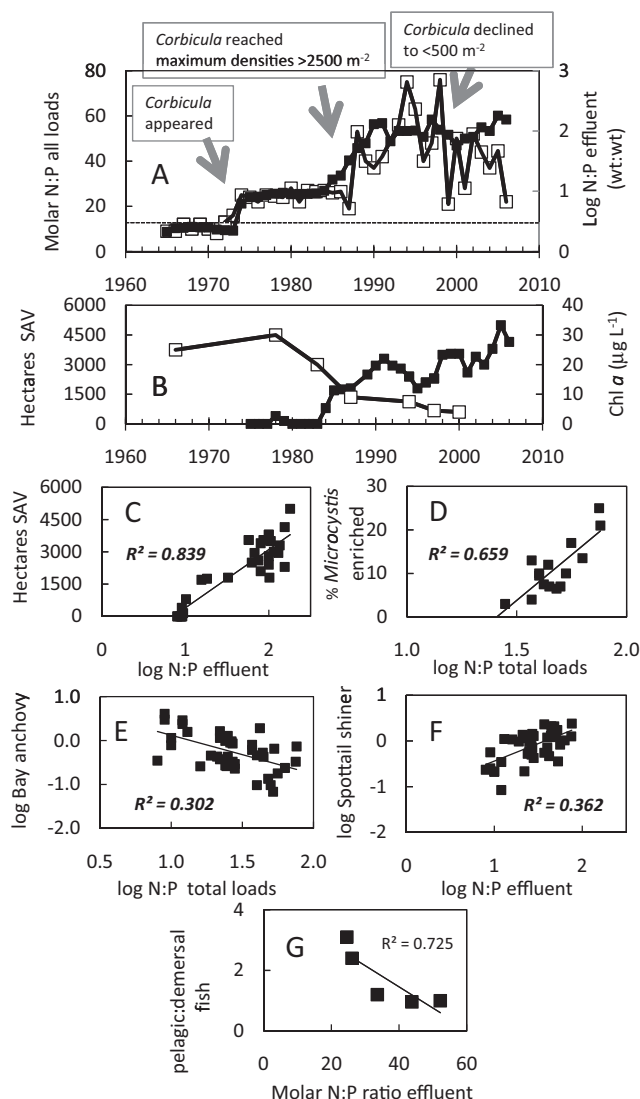 Corbicula declined
to <500 m-2
Corbicula reached
maximum densities >2500 m-2
Corbicula
appeared
A
Molar N:P all loads
80
60
40
20
0
3
2
1
0
Log N:P effluent
(wt:wt)
1960 1970 1980 1990 2000 2010
B
Hectares SAV
6000
4500
3000
1500
0
40
30
20
10
0
Chl a (µg L-1)
1960 1970 1980 1990 2000 2010
C
Hectares SAV
6000
4500
3000
1500
0
R² = 0.839
0 1 2
log N:P effluent
D
% Microcystis
enriched
30
20
10
0
R² = 0.659
1.0 1.5 2.0
log N:P total loads
E
log Bay anchovy
1.0
0.0
-1.0
-2.0
R² = 0.302
0.5 1.0 1.5 2.0
log N:P total loads
F
log Spottail shiner
1
0
-1
-2
R² = 0.362
0 1 2
log N:P effluent
G
pelagic:demersal
fish
4
2
0
R² = 0.725
0 20 40 60
Molar N:P ratio effluent